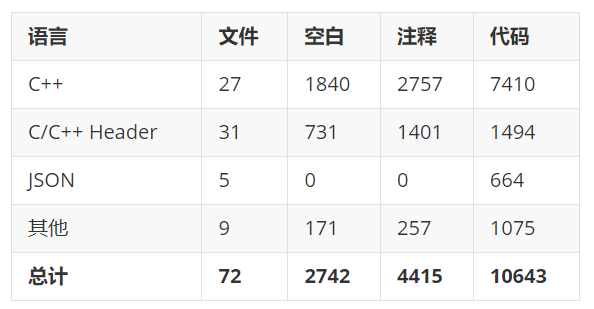 语言 文件 空白 注释 代码
C++ 27 1840 2757 7410
C/C++ Header 31 731 1401 1494
JSON 5 0 0 664
其他 9 171 257 1075
总计 72 2742 4415 10643